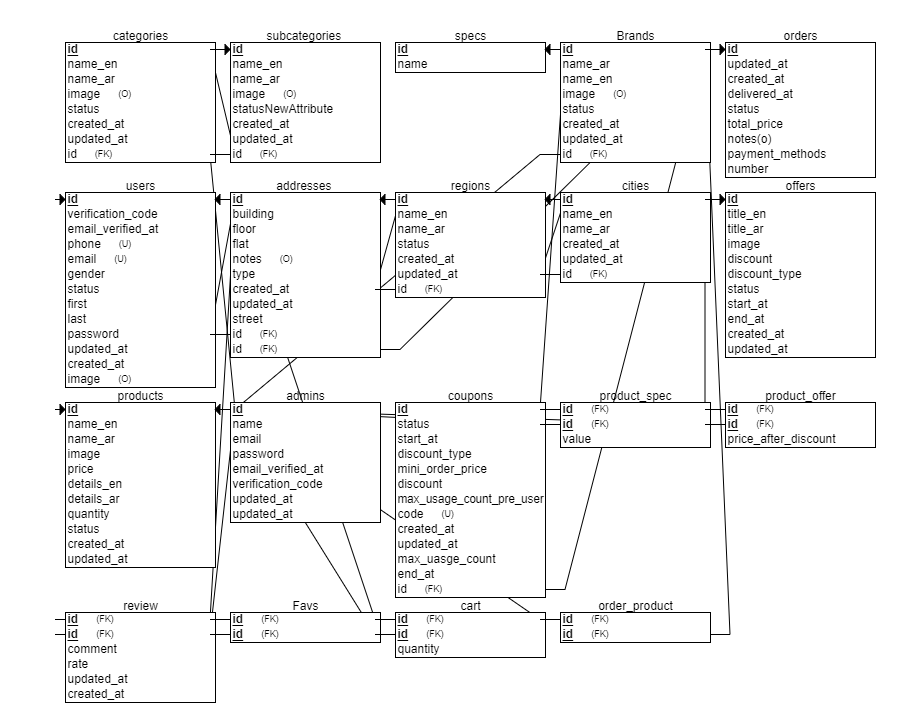 categories
id
name_en
name_ar
image (O)
status
created_at
updated_at
id (FK)
subcategories
id
name_en
name_ar
image (O)
statusNewAttribute
created_at
updated_at
id (FK)
specs
id
name
Brands
id
name_ar
name_en
image (O)
status
created_at
updated_at
id (FK)
orders
id
updated_at
created_at
delivered_at
status
total_price
notes(o)
payment_methods
number
users
id
verification_code
email_verified_at
phone (U)
email (U)
gender
status
first
last
password
updated_at
created_at
image (O)
addresses
id
building
floor
flat
notes (O)
type
created_at
updated_at
street
id (FK)
id (FK)
regions
id
name_en
name_ar
status
created_at
updated_at
id (FK)
cities
id
name_en
name_ar
created_at
updated_at
id (FK)
offers
id
title_en
title_ar
image
discount
discount_type
status
start_at
end_at
created_at
updated_at
products
id
name_en
name_ar
image
price
details_en
details_ar
quantity
status
created_at
updated_at
admins
id
name
email
password
email_verified_at
verification_code
updated_at
updated_at
coupons
id
status
start_at
discount_type
mini_order_price
discount
max_usage_count_pre_user
code (U)
created_at
updated_at
max_uasge_count
end_at
id (FK)
product_spec
id (FK)
id (FK)
value
product_offer
id (FK)
id (FK)
price_after_discount
review
id (FK)
id (FK)
comment
rate
updated_at
created_at
Favs
id (FK)
id (FK)
cart
id (FK)
id (FK)
quantity
order_product
id (FK)
id (FK)